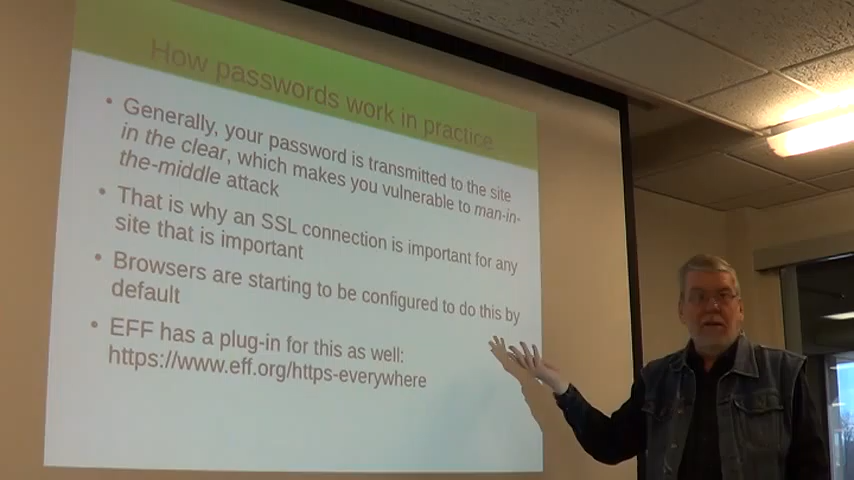 How passwords work in practice
• Generally, your password is transmitted to the site
in the clear, which makes you vulnerable to man-in-
the-middle attack
• That is why an SSL connection is important for any
site that is important
• Browsers are starting to be configured to do this by
default
• EFF has a plug-in for this as well:
https://www.eff.org/https-everywhere